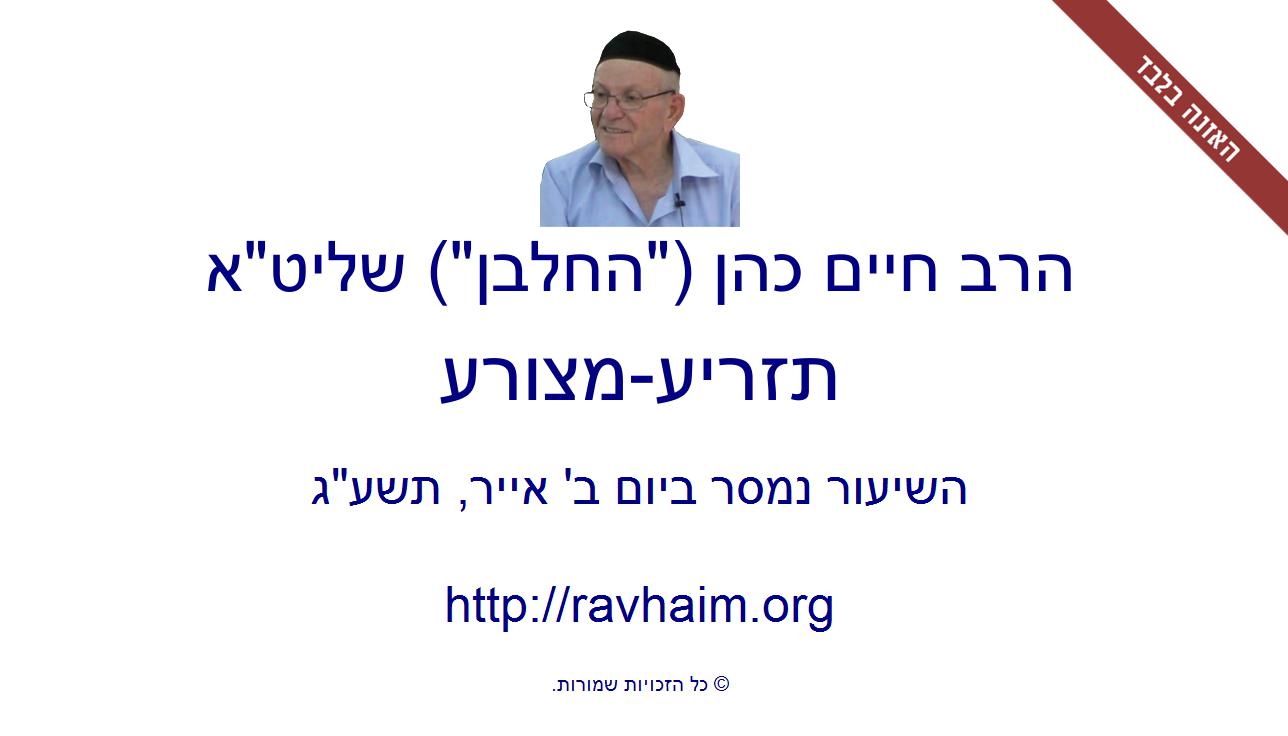 האזנה בלבד
הרב חיים כהן ("החלבן") שליט"א
תזריע-מצורע
השיעור נמסר ביום ב' אייר, תשע"ג
http://ravhaim.org
© כל הזכויות שמורות.